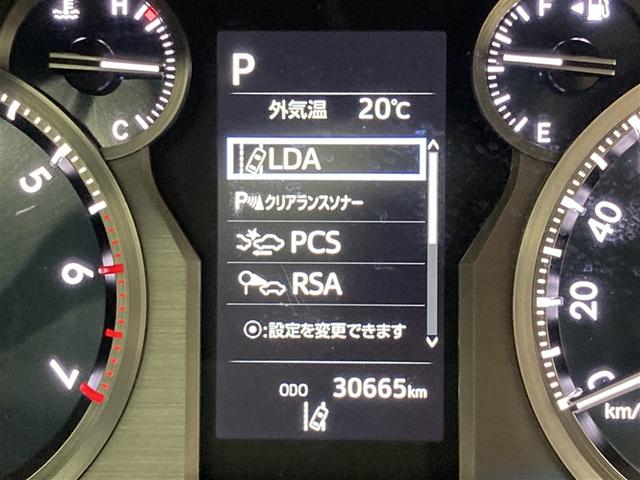 H
C
F
E
5
6
7
P
外気温 20℃
LDA
P クリアランスソナー
PCS
RSA
:設定を変更できます
ODO 30665km
40
20
0
km/